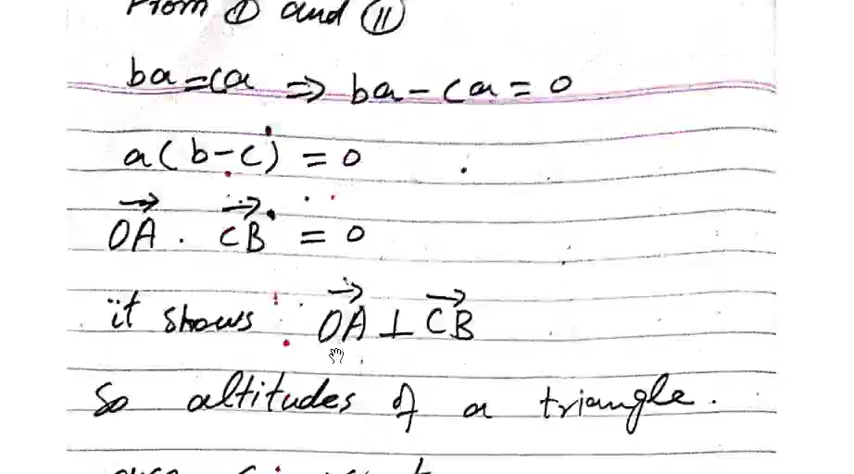 From Ⓘ and Ⓘ Ⓘ
ba = ca ⇒ ba - ca = 0
a(b-c) = 0
OA⃗ . CB⃗ = 0
it shows OA⃗ ⊥ CB⃗
So altitudes of a triangle.